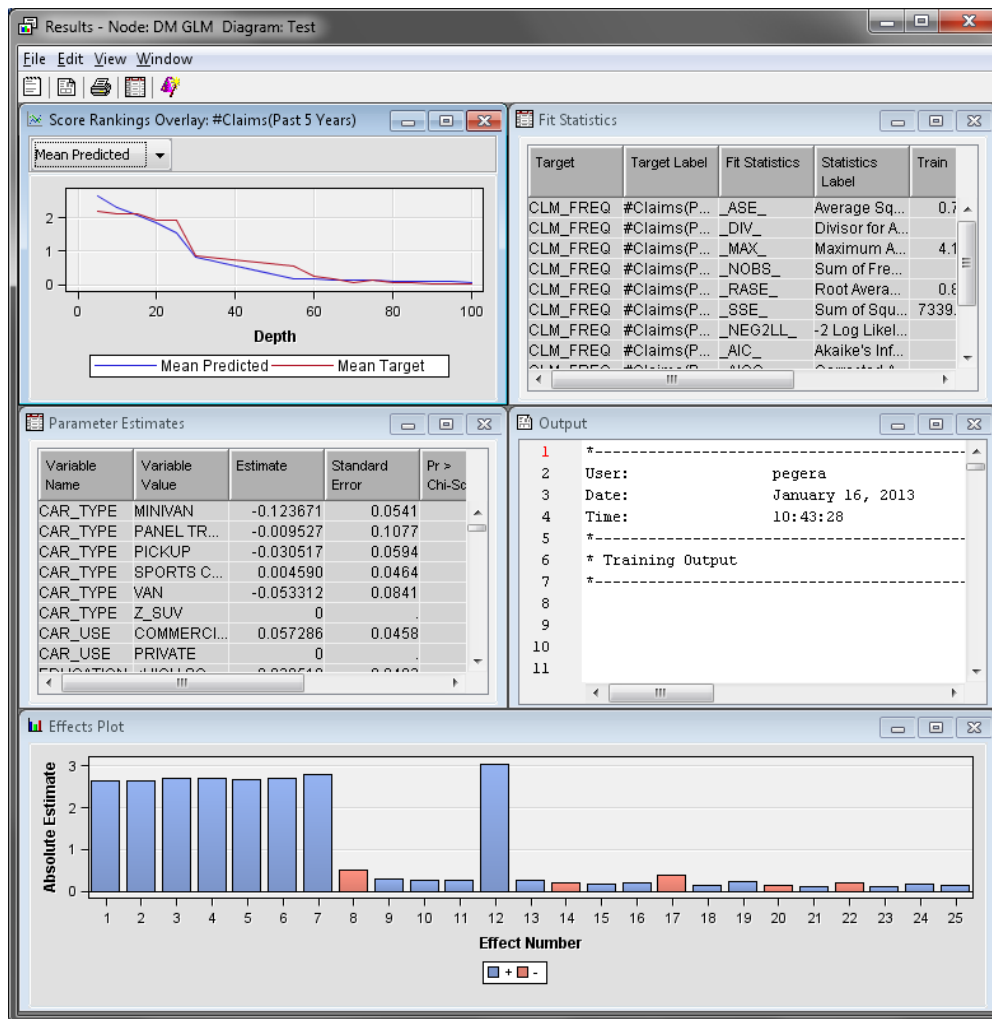 Results - Node: DM GLM  Diagram: Test
File Edit View Window
Score Rankings Overlay: #Claims(Past 5 Years)
Mean Predicted
2
1
0
0 20 40 60 80 100
Depth
Mean Predicted Mean Target
Fit Statistics
Target Target Label Fit Statistics Statistics Label Train
CLM_FREQ #Claims(P... _ASE_ Average Sq... 0.7
CLM_FREQ #Claims(P... _DIV_ Divisor for A...
CLM_FREQ #Claims(P... _MAX_ Maximum A... 4.1
CLM_FREQ #Claims(P... _NOBS_ Sum of Fre...
CLM_FREQ #Claims(P... _RASE_ Root Avera... 0.8
CLM_FREQ #Claims(P... _SSE_ Sum of Squ... 7339.
CLM_FREQ #Claims(P... _NEG2LL_ -2 Log Likel...
CLM_FREQ #Claims(P... _AIC_ Akaike's Inf...
Parameter Estimates
Variable Name Variable Value Estimate Standard Error Pr > Chi-Sc
CAR_TYPE MINIVAN -0.123671 0.0541
CAR_TYPE PANEL TR... -0.009527 0.1077
CAR_TYPE PICKUP -0.030517 0.0594
CAR_TYPE SPORTS C... 0.004590 0.0464
CAR_TYPE VAN -0.053312 0.0841
CAR_TYPE Z_SUV 0 .
CAR_USE COMMERCI... 0.057286 0.0458
CAR_USE PRIVATE 0 .
Output
1 *------------------------------------
2 User: pegera
3 Date: January 16, 2013
4 Time: 10:43:28
5 *------------------------------------
6 * Training Output
7 *------------------------------------
8
9
10
11
Effects Plot
Absolute Estimate
3
2
1
0
1 2 3 4 5 6 7 8 9 10 11 12 13 14 15 16 17 18 19 20 21 22 23 24 25
Effect Number
+ -